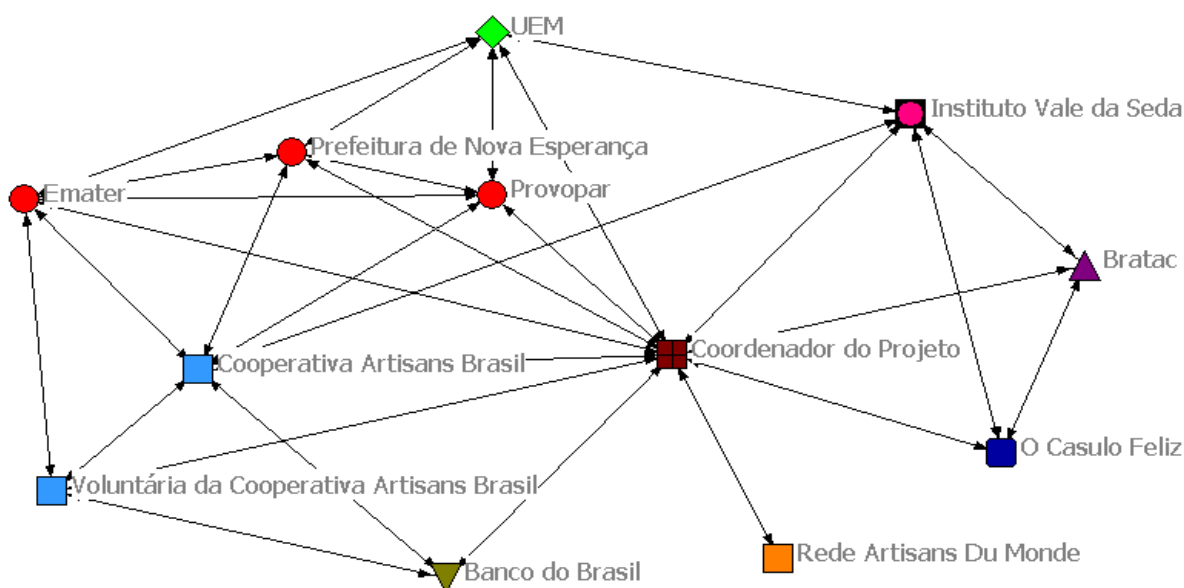 UEM
Instituto Vale da Seda
Prefeitura de Nova Esperança
Emater
Provopar
Bratac
Cooperativa Artisans Brasil
Coordenador do Projeto
O Casulo Feliz
Voluntária da Cooperativa Artisans Brasil
Rede Artisans Du Monde
Banco do Brasil